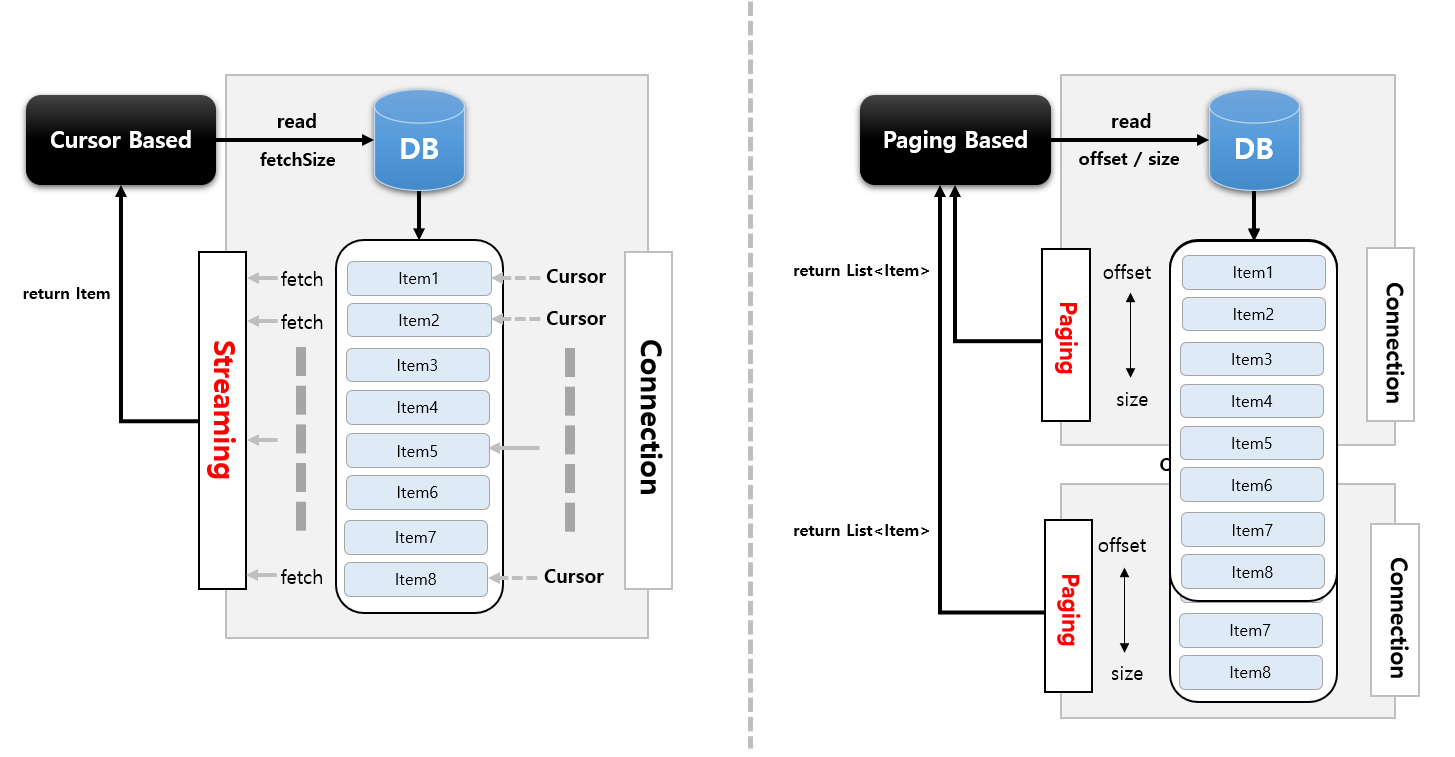 Cursor Based
read
fetchSize
DB
return Item
Streaming
fetch
fetch
fetch
Item1
Item2
Item3
Item4
Item5
Item6
Item7
Item8
Cursor
Cursor
Cursor
Connection
Paging Based
read
offset / size
DB
return List<Item>
Paging
offset
size
Item1
Item2
Item3
Item4
Item5
Item6
Item7
Item8
Connection
return List<Item>
Paging
offset
size
Item7
Item8
Connection